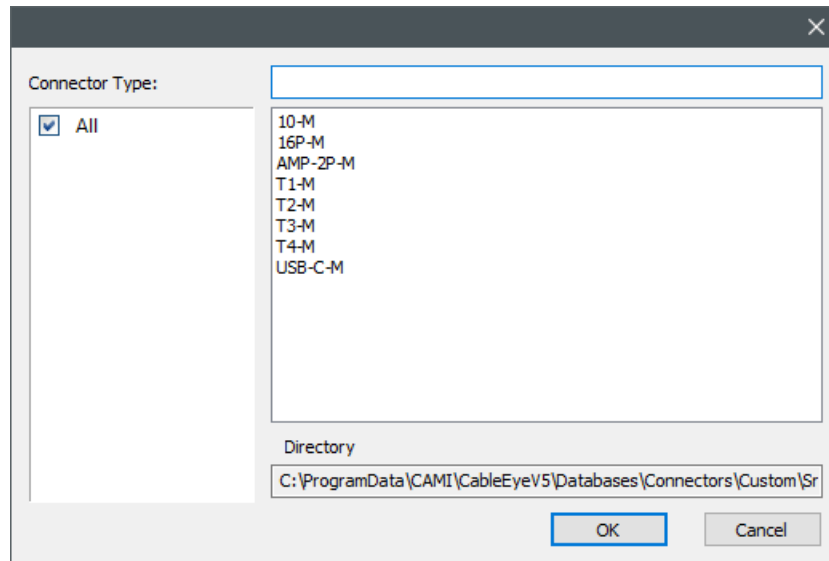 Connector Type:
All
10-M
16P-M
AMP-2P-M
T1-M
T2-M
T3-M
T4-M
USB-C-M
Directory
C:\ProgramData\CAMI\CableEyeV5\Databases\Connectors\Custom\Sr
OK
Cancel